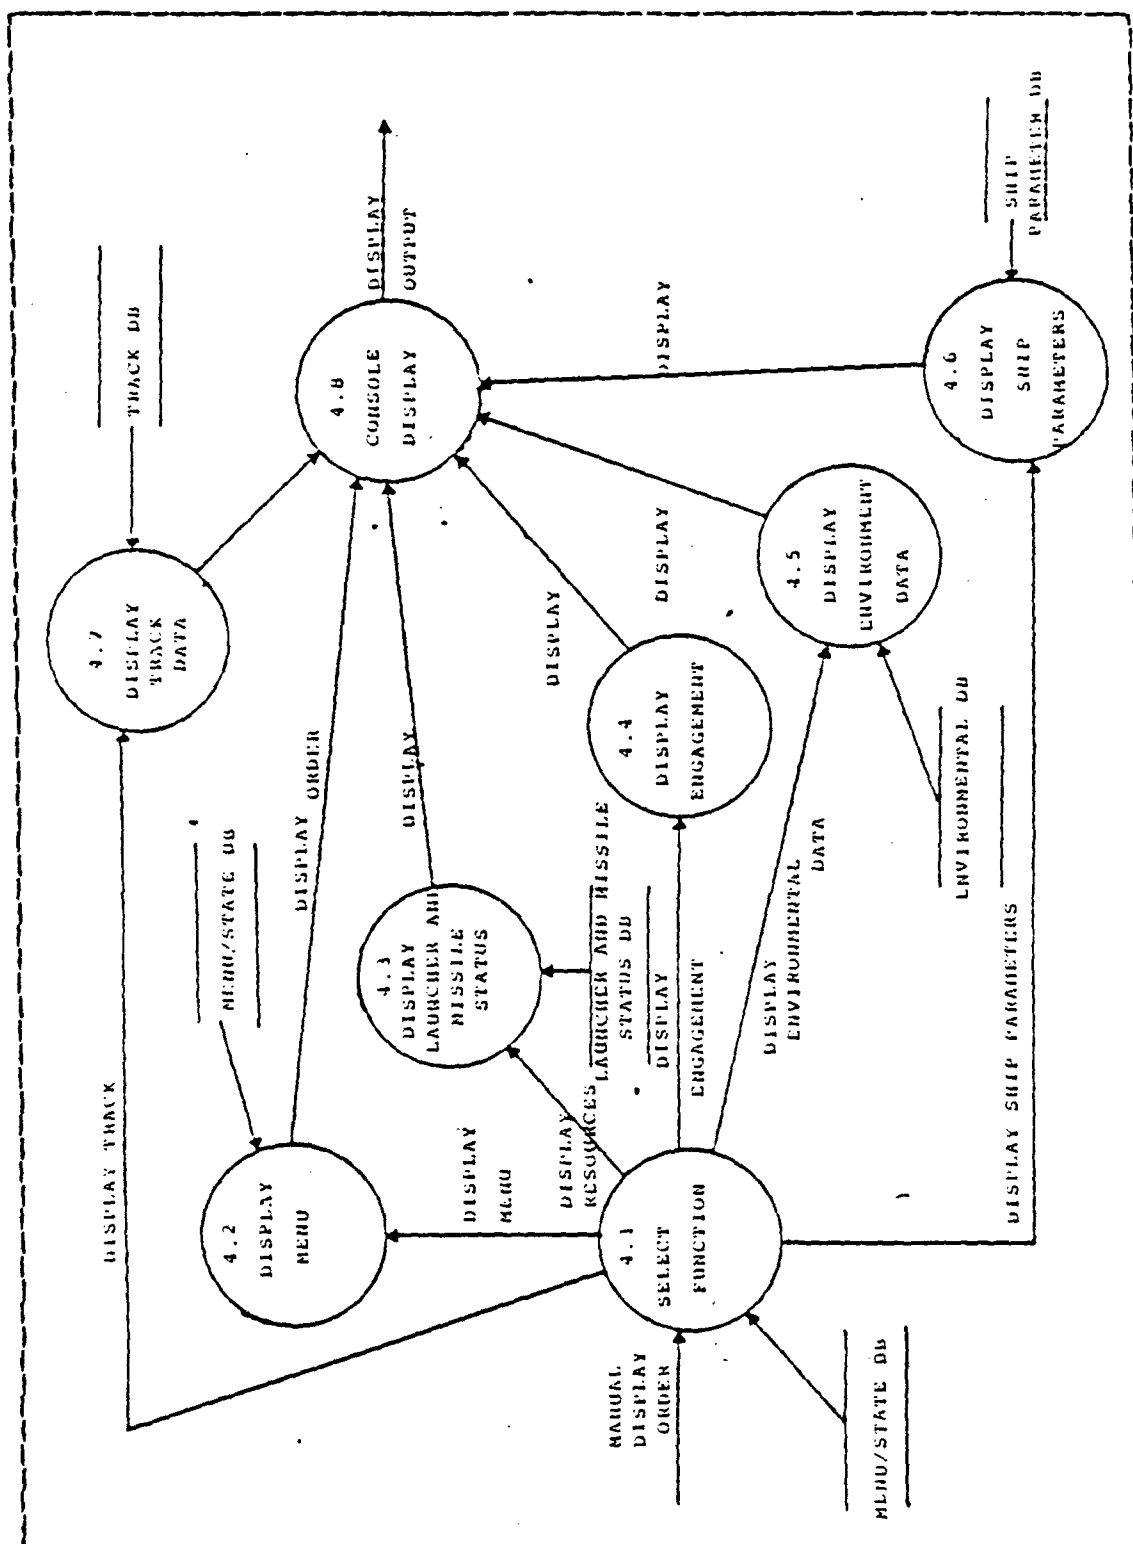 TRACK DB
4.7
DISPLAY
TRACK
DATA
DISPLAY TRACK
MENU/STATE DB
4.2
DISPLAY
MENU
DISPLAY ORDER
4.8
CONSOLE
DISPLAY
DISPLAY
OUTPUT
4.3
DISPLAY
LAUNCHER AND
MISSILE
STATUS
DISPLAY
DISPLAY
MENU
DISPLAY
RESOURCES
LAUNCHER AND MISSILE
STATUS DB
DISPLAY
ENGAGEMENT
4.4
DISPLAY
ENGAGEMENT
DISPLAY
MANUAL
DISPLAY
ORDER
4.1
SELECT
FUNCTION
MENU/STATE DB
DISPLAY
ENVIRONMENTAL
DATA
4.5
DISPLAY
ENVIRONMENT
DATA
DISPLAY
ENVIRONMENTAL DB
DISPLAY SHIP PARAMETERS
4.6
DISPLAY
SHIP
PARAMETERS
DISPLAY
SHIP
PARAMETER DB